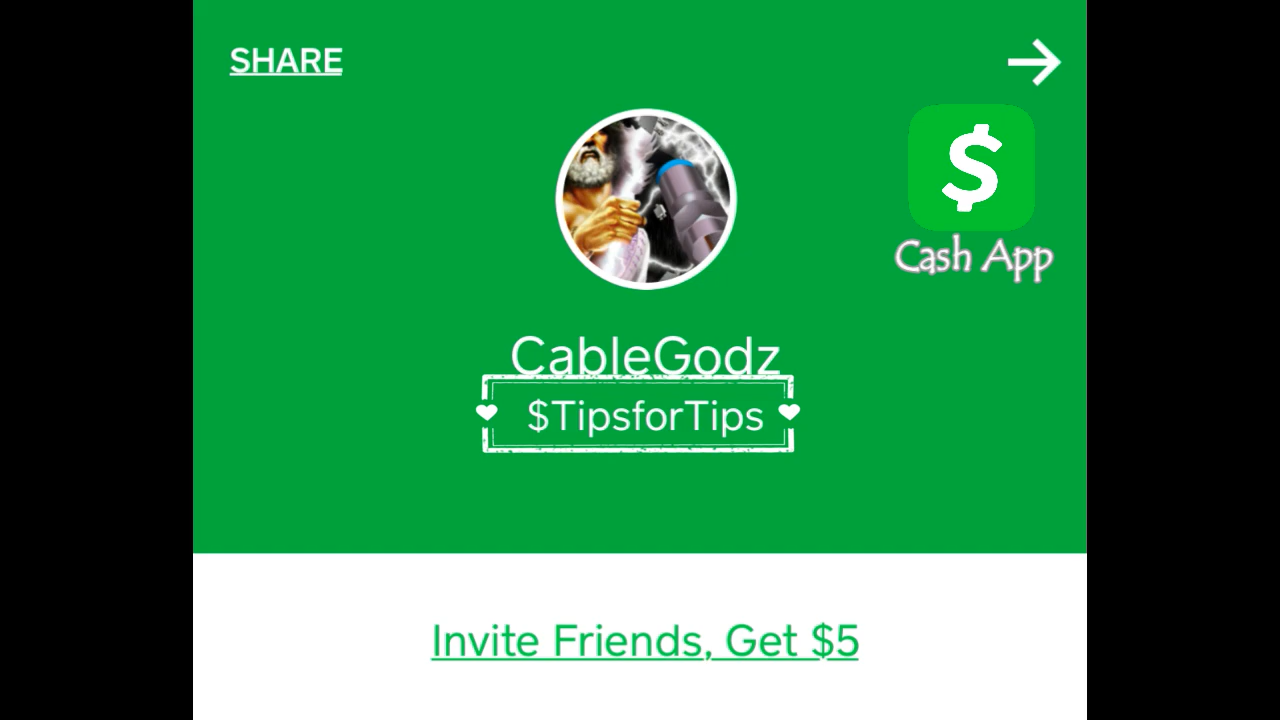 SHARE
$
Cash App
CableGodz
$TipsforTips
Invite Friends, Get $5